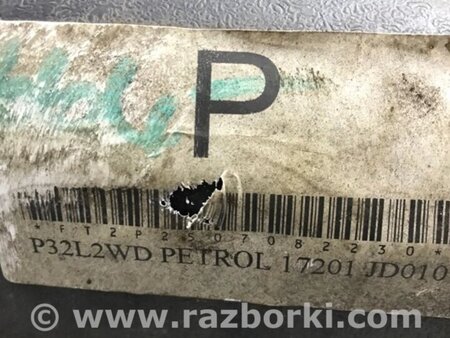 P
*FT2P2507082230*
P32L2WD PETROL 17201 JD010
© www.razborki.com